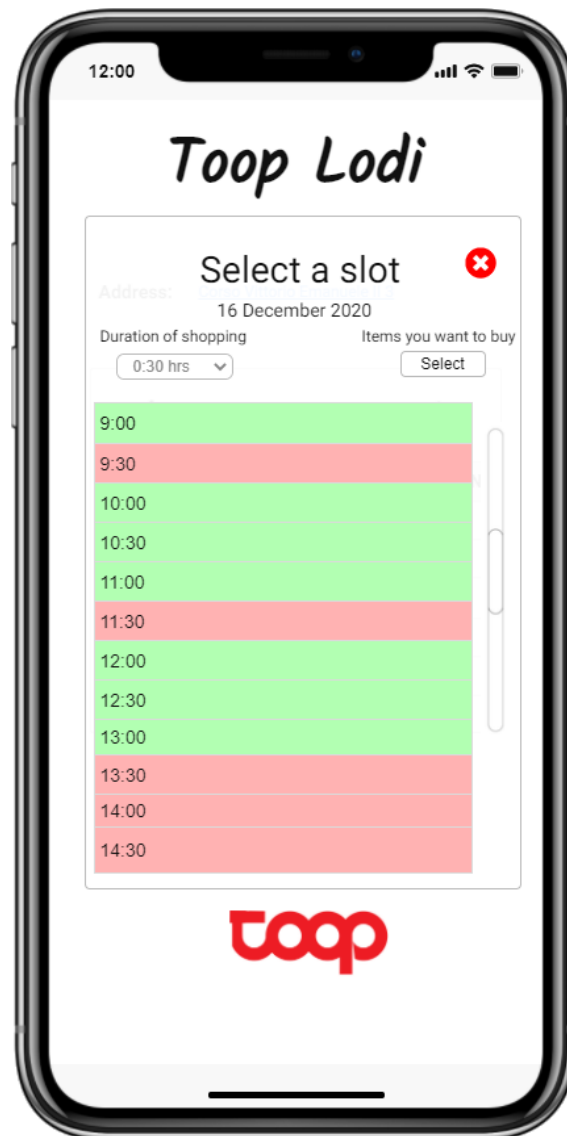 12:00
Toop Lodi
Select a slot
Address:
16 December 2020
Duration of shopping Items you want to buy
0:30 hrs Select
9:00
9:30
10:00
10:30
11:00
11:30
12:00
12:30
13:00
13:30
14:00
14:30
toop